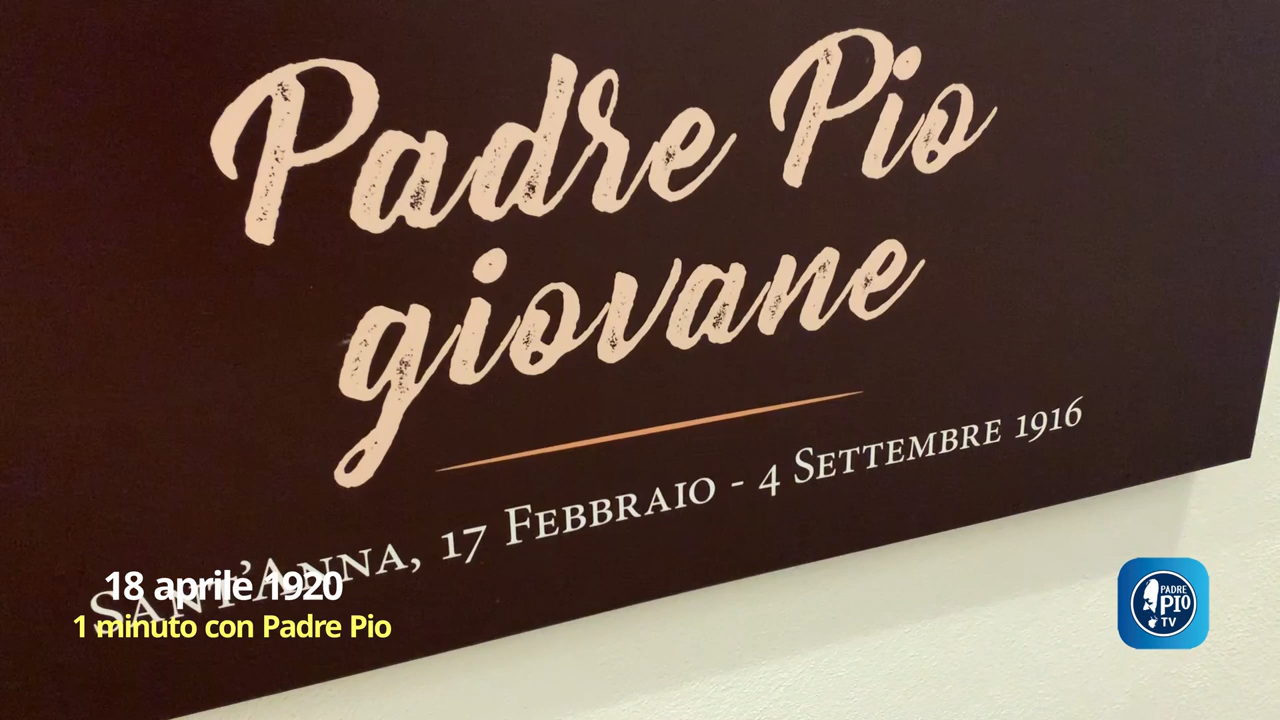 Padre Pio
giovane
Sant'Anna, 17 Febbraio - 4 Settembre 1916
18 aprile 1920
1 minuto con Padre Pio
PADRE
PIO
TV